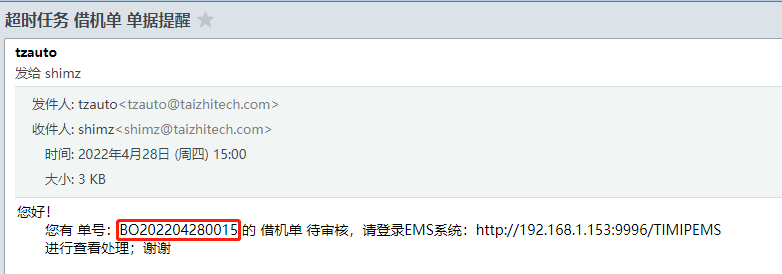 超时任务 借机单 单据提醒
tzauto
发给 shimz
发件人: tzauto<tzauto@taizhitech.com>
收件人: shimz<shimz@taizhitech.com>
时间: 2022年4月28日 (周四) 15:00
大小: 3 KB
您好！
您有 单号：BO202204280015 的 借机单 待审核，请登录EMS系统：http://192.168.1.153:9996/TIMIPEMS
进行查看处理；谢谢